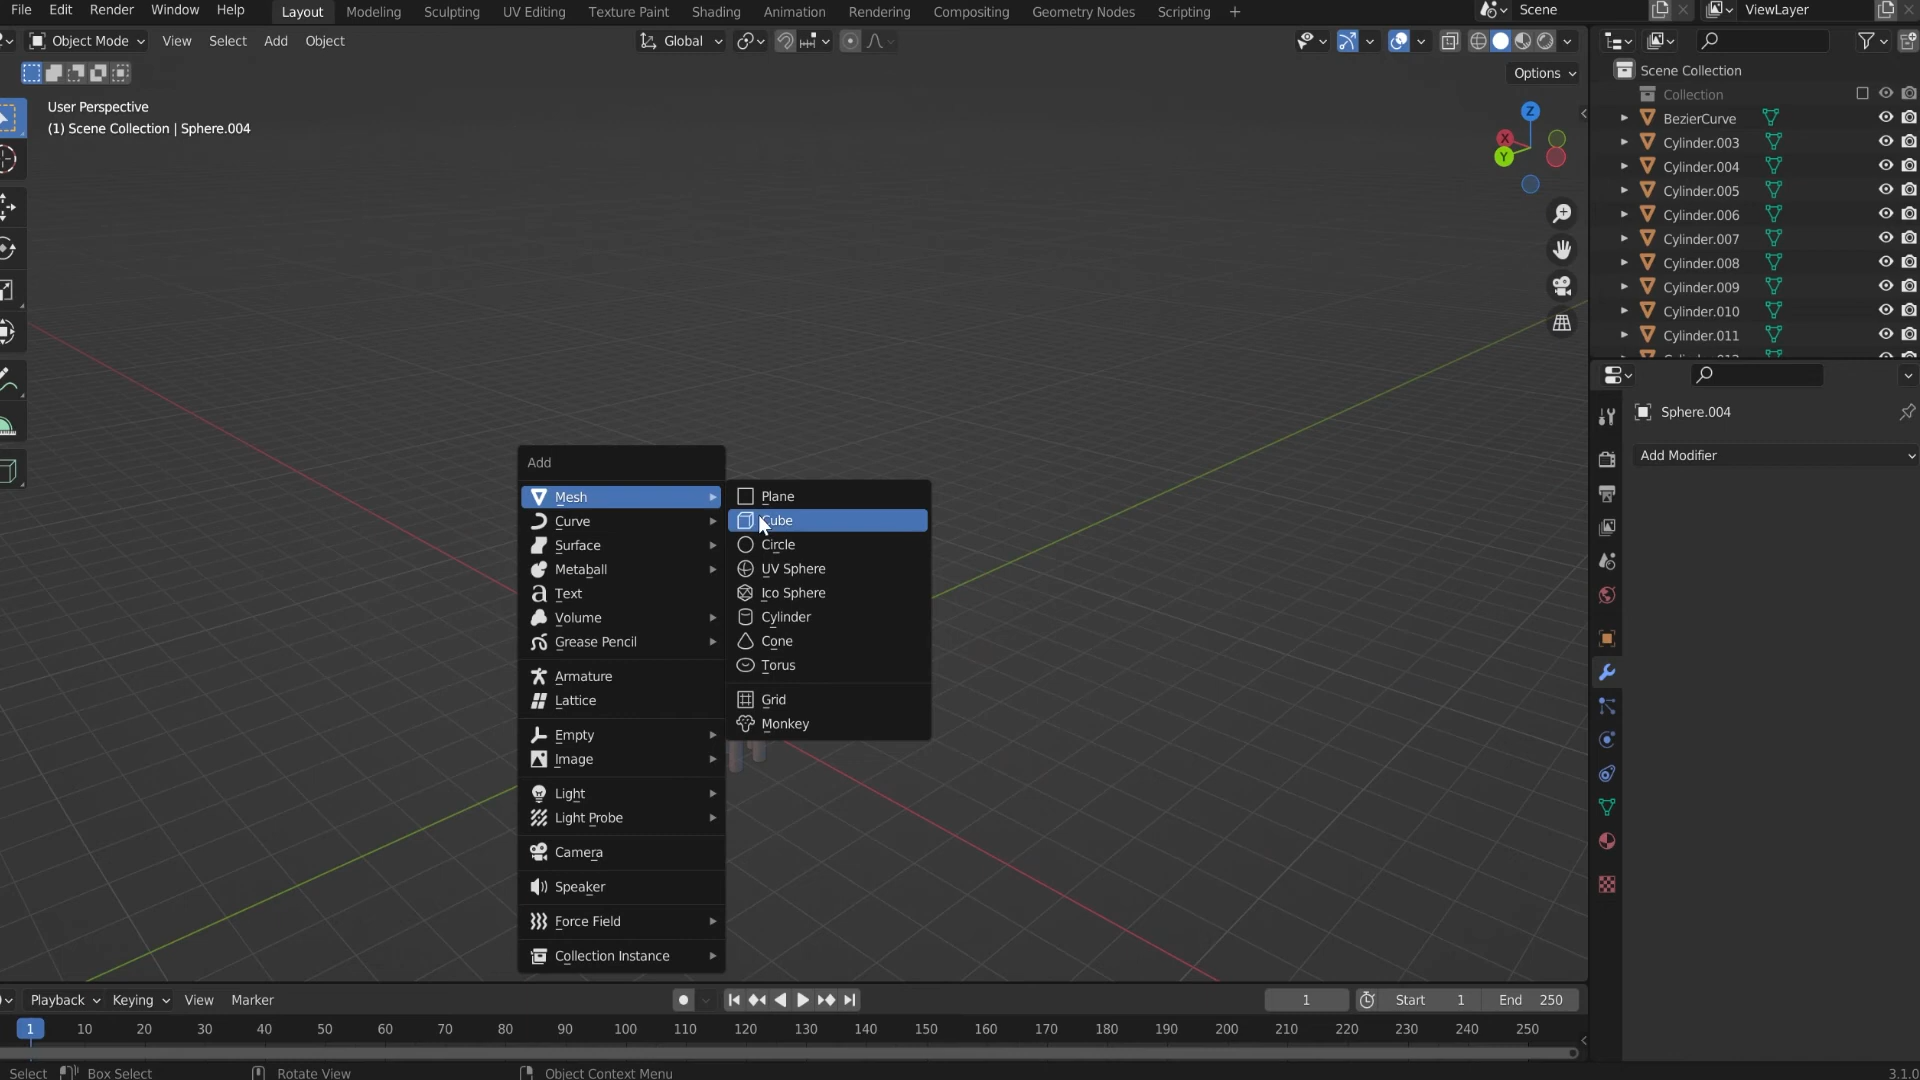 File Edit Render Window Help Layout Modeling Sculpting UV Editing Texture Paint Shading Animation Rendering Compositing Geometry Nodes Scripting + Scene ViewLayer
Object Mode View Select Add Object Global
Options
User Perspective
(1) Scene Collection | Sphere.004
Z
X
Y
Scene Collection
Collection
BezierCurve
Cylinder.003
Cylinder.004
Cylinder.005
Cylinder.006
Cylinder.007
Cylinder.008
Cylinder.009
Cylinder.010
Cylinder.011
Sphere.004
Add Modifier
Add
Mesh
Curve
Surface
Metaball
Text
Volume
Grease Pencil
Armature
Lattice
Empty
Image
Light
Light Probe
Camera
Speaker
Force Field
Collection Instance
Plane
Cube
Circle
UV Sphere
Ico Sphere
Cylinder
Cone
Torus
Grid
Monkey
Playback Keying View Marker 1 Start 1 End 250
1 10 20 30 40 50 60 70 80 90 100 110 120 130 140 150 160 170 180 190 200 210 220 230 240 250
Select Box Select Rotate View Object Context Menu 3.1.0